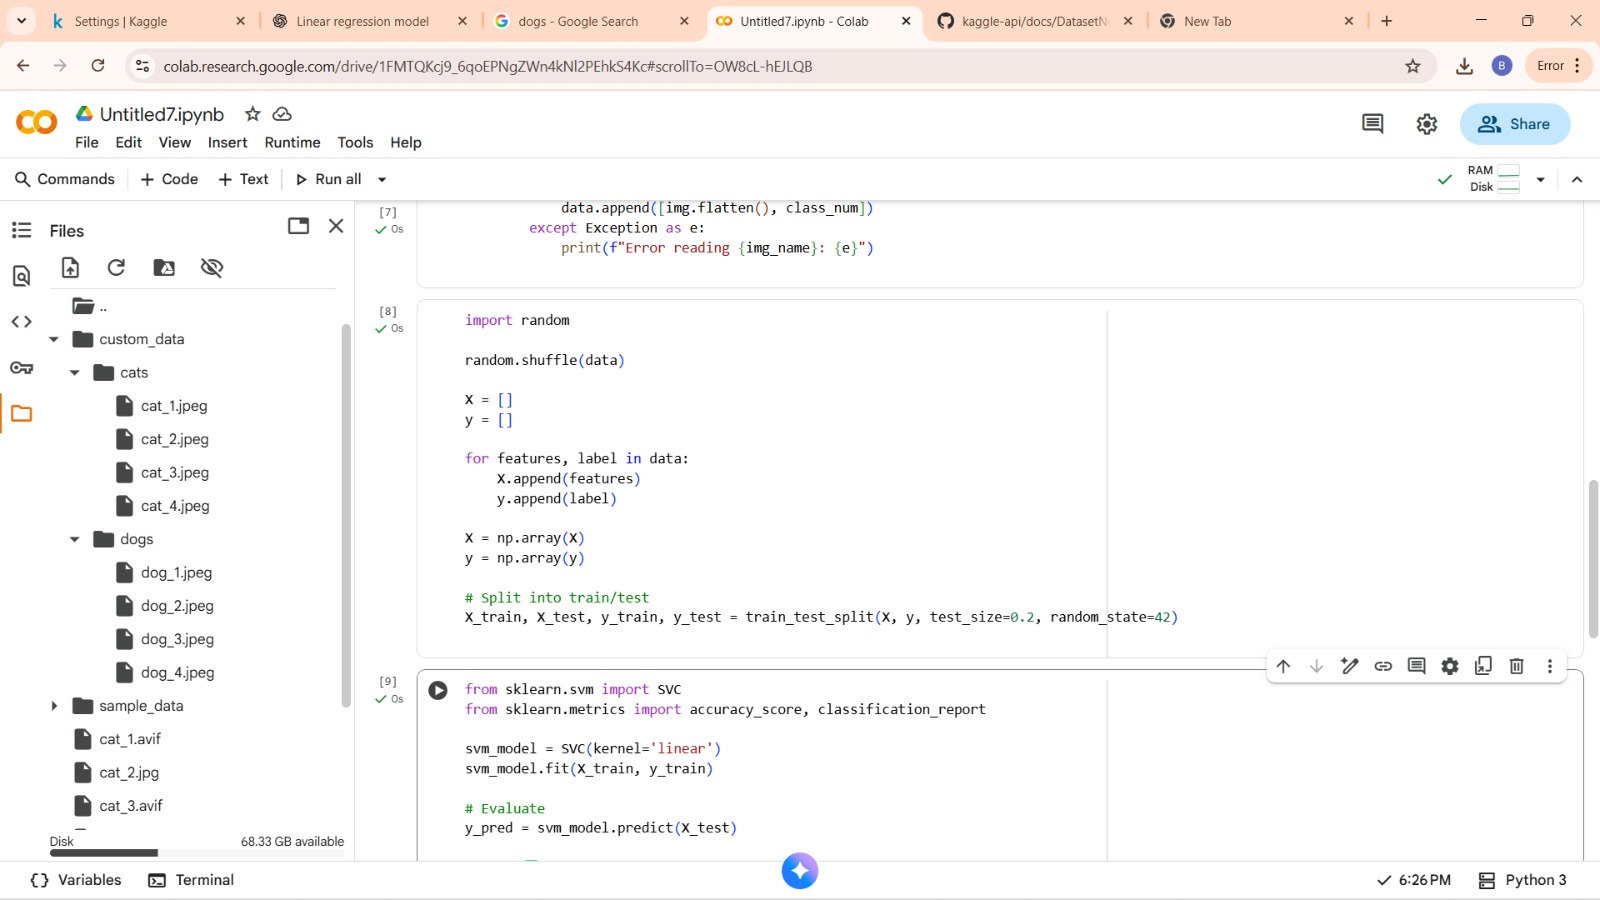 Settings | Kaggle
Linear regression model
dogs - Google Search
Untitled7.ipynb - Colab
kaggle-api/docs/DatasetN
New Tab
colab.research.google.com/drive/1FMTQKcj9_6qoEPNgZWn4kNl2PEhkS4Kc#scrollTo=OW8cL-hEJLQB
B
Error
Untitled7.ipynb
File Edit View Insert Runtime Tools Help
Share
Commands + Code + Text Run all
RAM
Disk
Files
..
custom_data
cats
cat_1.jpeg
cat_2.jpeg
cat_3.jpeg
cat_4.jpeg
dogs
dog_1.jpeg
dog_2.jpeg
dog_3.jpeg
dog_4.jpeg
sample_data
cat_1.avif
cat_2.jpg
cat_3.avif
Disk 68.33 GB available
[7]
0s
data.append([img.flatten(), class_num])
except Exception as e:
print(f"Error reading {img_name}: {e}")
[8]
0s
import random
random.shuffle(data)
X = []
y = []
for features, label in data:
X.append(features)
y.append(label)
X = np.array(X)
y = np.array(y)
# Split into train/test
X_train, X_test, y_train, y_test = train_test_split(X, y, test_size=0.2, random_state=42)
[9]
0s
from sklearn.svm import SVC
from sklearn.metrics import accuracy_score, classification_report
svm_model = SVC(kernel='linear')
svm_model.fit(X_train, y_train)
# Evaluate
y_pred = svm_model.predict(X_test)
{} Variables
Terminal
6:26 PM
Python 3